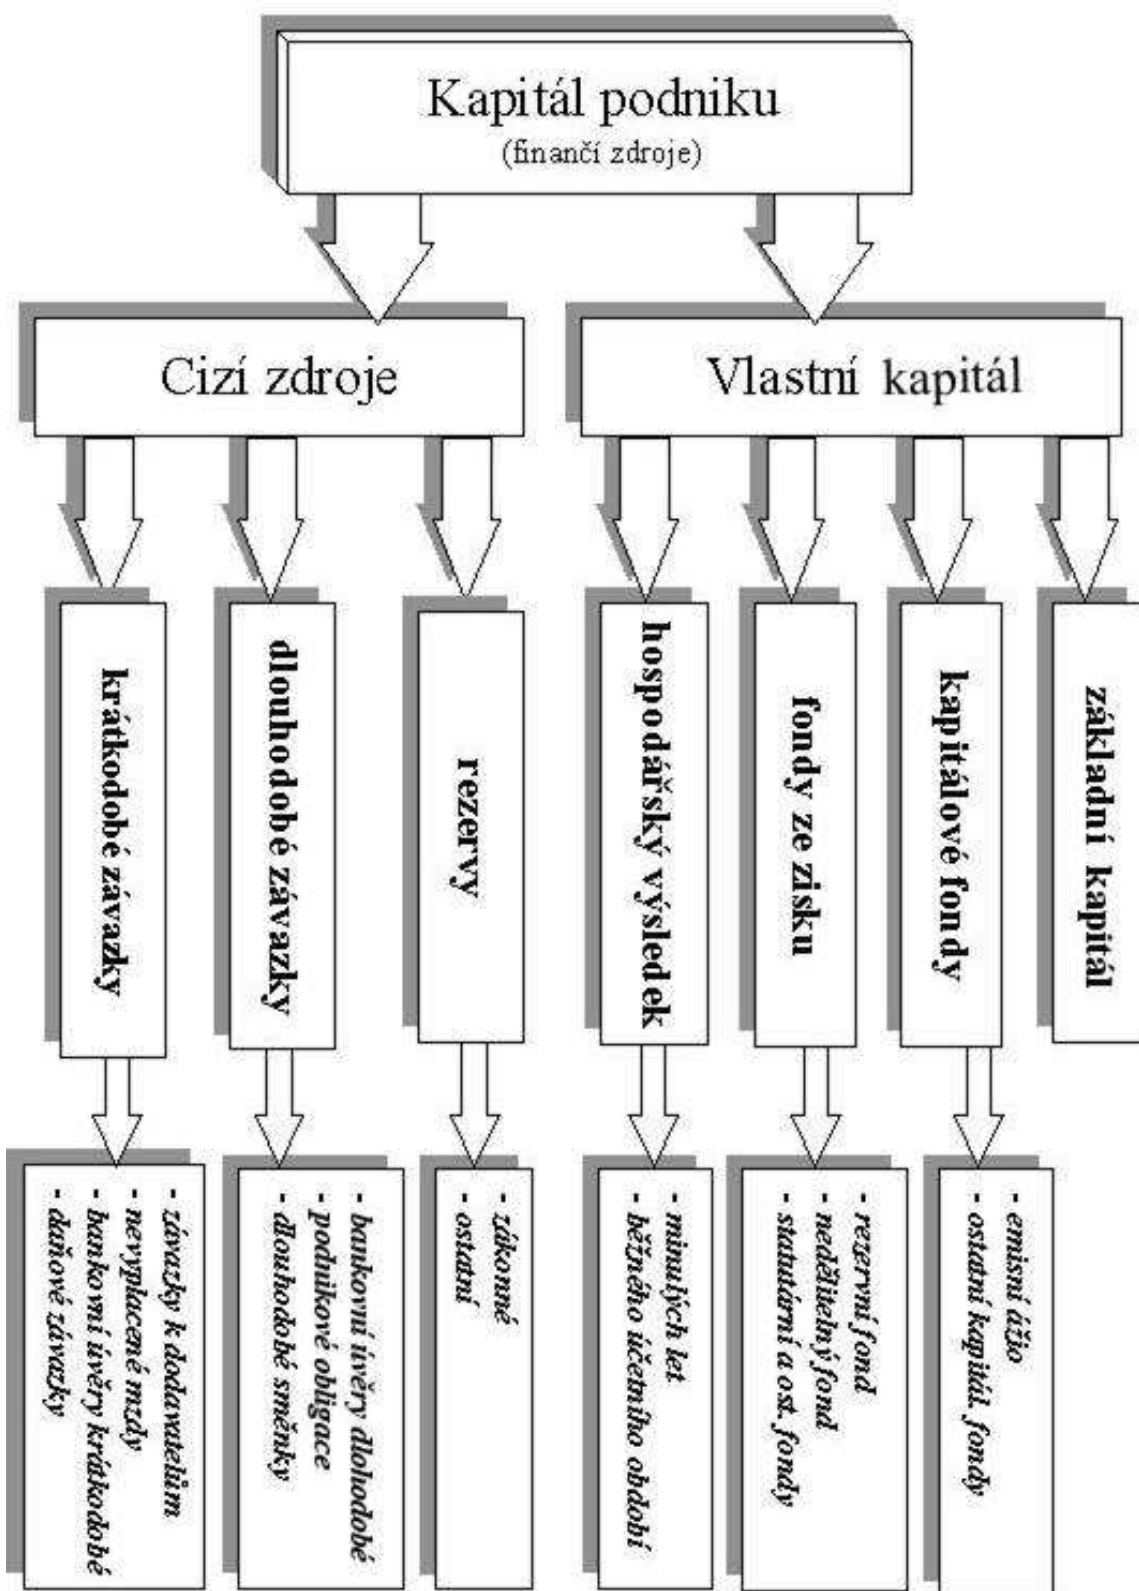 Kapitál podniku
(finančí zdroje)
Cizí zdroje
Vlastní kapitál
krátkodobé závazky
dlouhodobé závazky
rezervy
hospodářský výsledek
fondy ze zisku
kapitálové fondy
základní kapitál
- závazky k dodavatelům
- nevyplacené mzdy
- bankovní úvěry krátkodobé
- daňové závazky
- bankovní úvěry dlohodobé
- podnikové obligace
- dlouhodobé směnky
- zákonné
- ostatní
- minulých let
- běžného účetního období
- rezervní fond
- nedělitelný fond
- statutární a ost. fondy
- emisní ážio
- ostatní kapitál. fondy